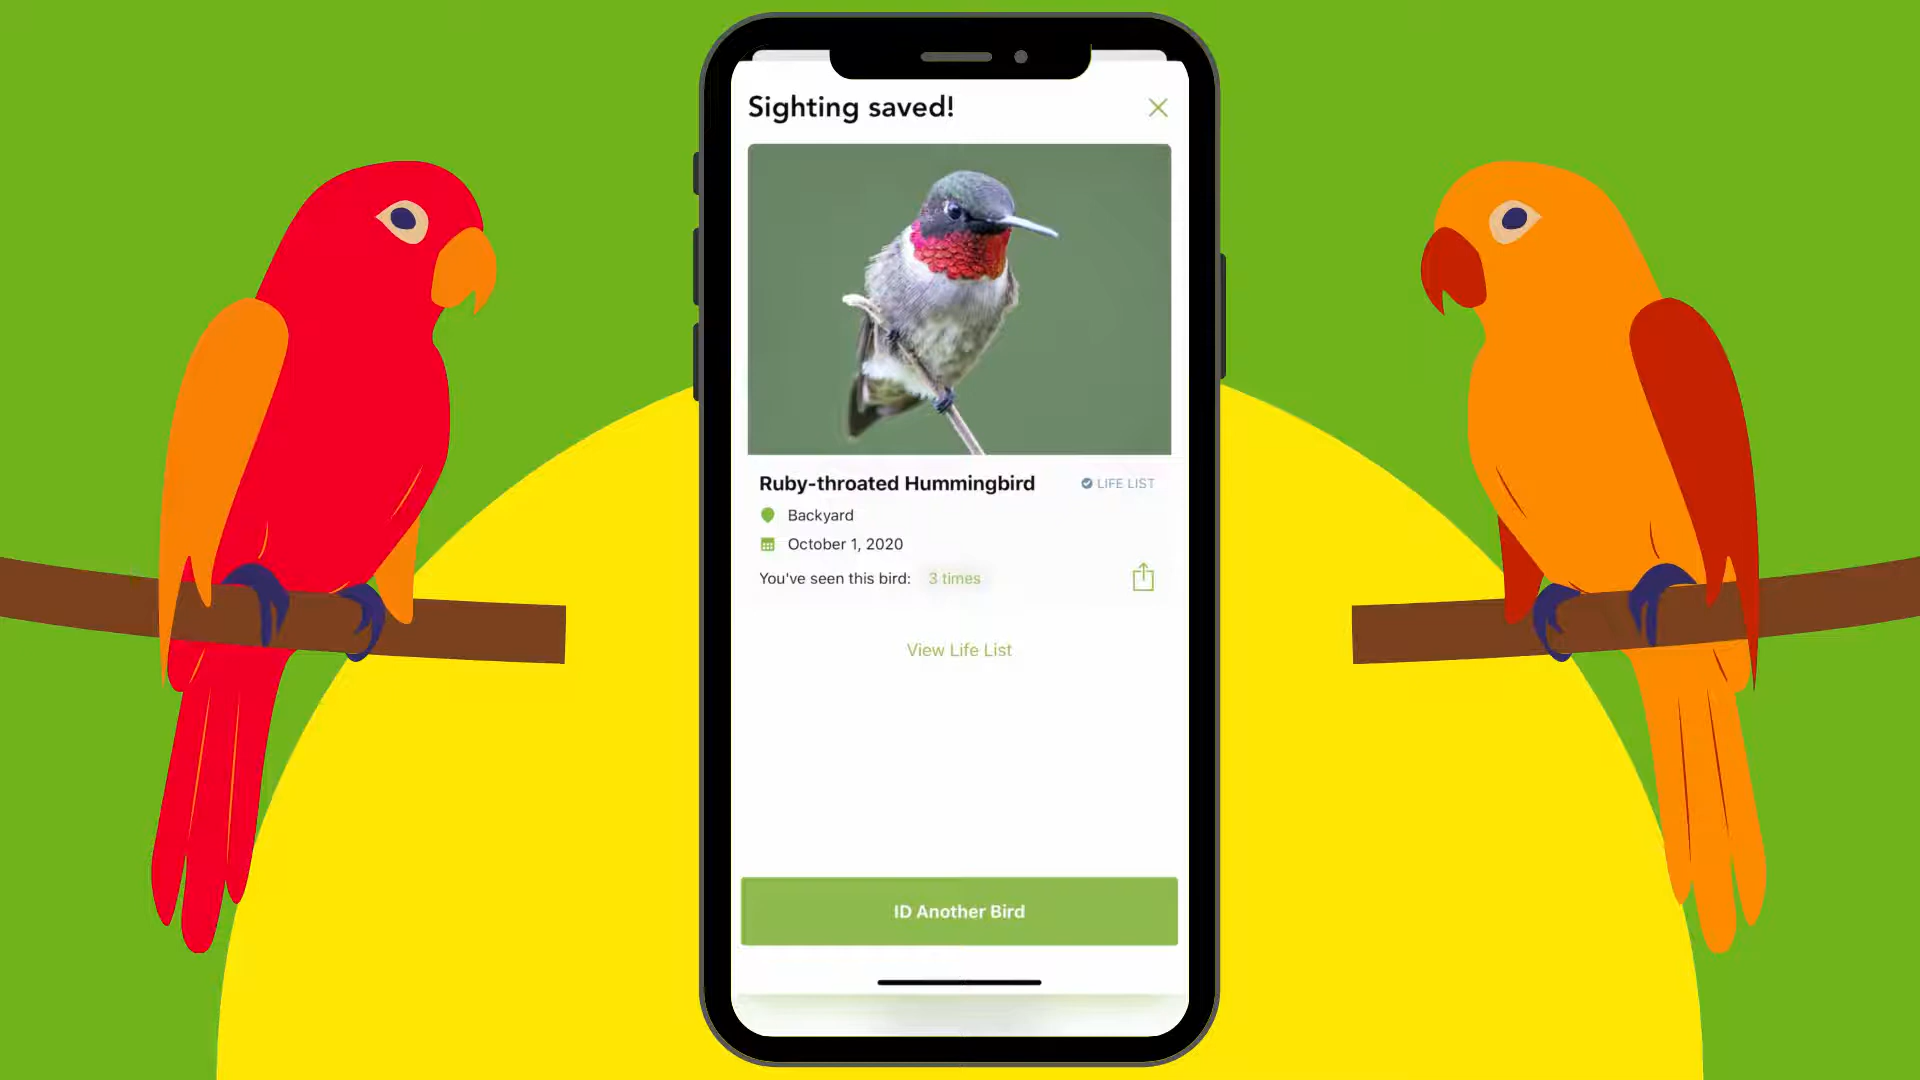 Sighting saved!
Ruby-throated Hummingbird
LIFE LIST
Backyard
October 1, 2020
You've seen this bird: 3 times
View Life List
ID Another Bird